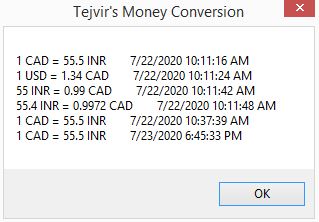 Tejvir's Money Conversion
1 CAD = 55.5 INR 7/22/2020 10:11:16 AM
1 USD = 1.34 CAD 7/22/2020 10:11:24 AM
55 INR = 0.99 CAD 7/22/2020 10:11:42 AM
55.4 INR = 0.9972 CAD 7/22/2020 10:11:48 AM
1 CAD = 55.5 INR 7/22/2020 10:37:39 AM
1 CAD = 55.5 INR 7/23/2020 6:45:33 PM
OK